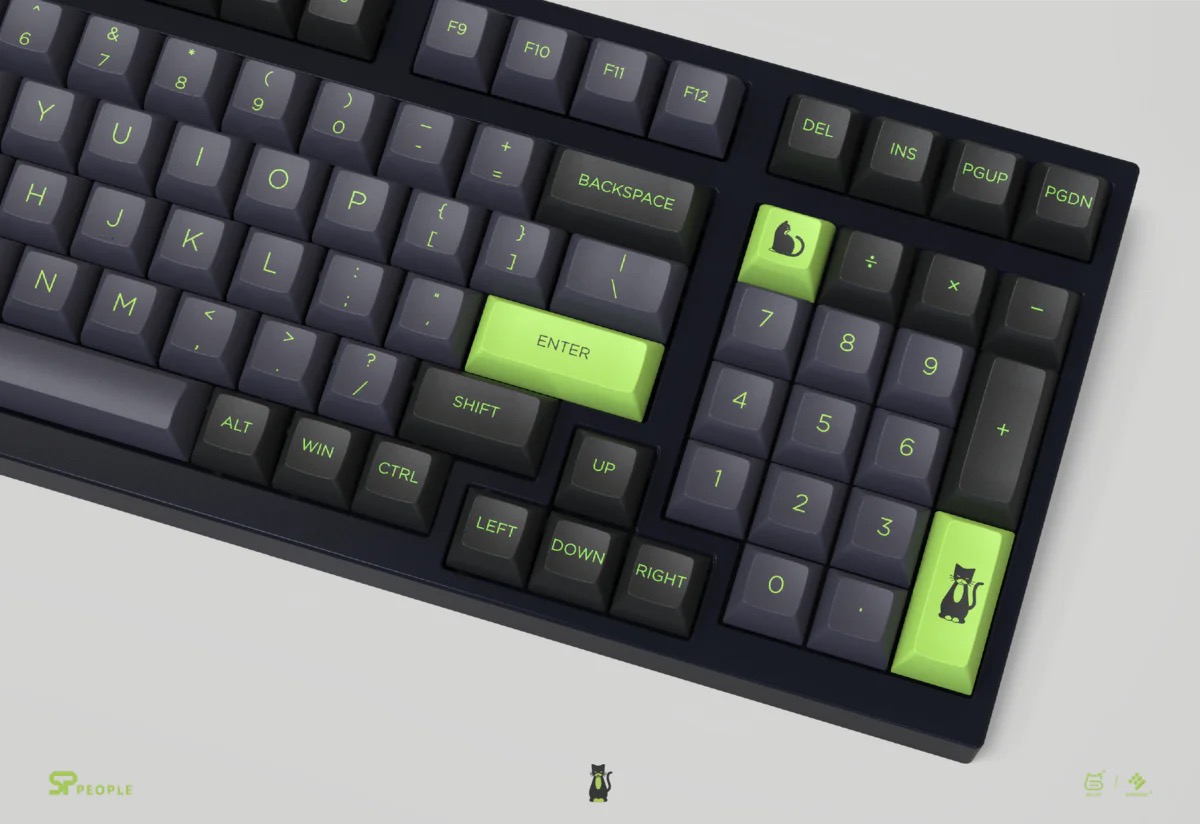 F9 F10 F11 F12
DEL INS PGUP PGDN
^ & * ( ) _ +
6 7 8 9 0 - =
BACKSPACE
Y U I O P { [ } ] | \
H J K L : ; " '
ENTER
N M < , > . ? /
SHIFT
ALT WIN CTRL
UP
LEFT DOWN RIGHT
÷ × −
7 8 9
4 5 6 +
1 2 3
0 .
SP PEOPLE